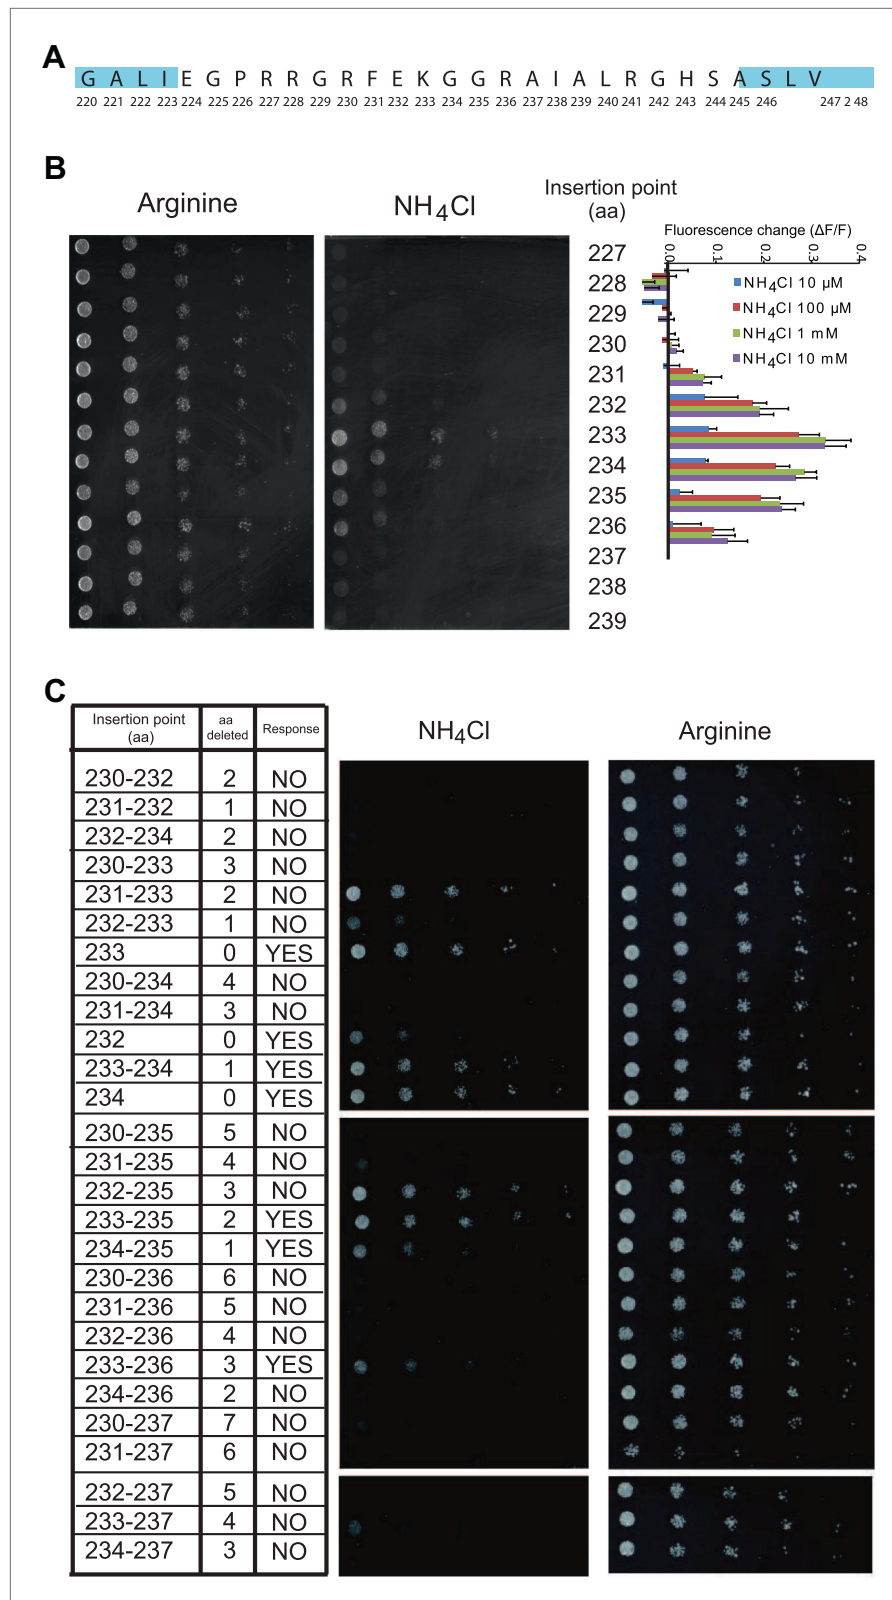 A
G A L I E G P R R G R F E K G G R A I A L R G H S A S L V
220 221 222 223 224 225 226 227 228 229 230 231 232 233 234 235 236 237 238 239 240 241 242 243 244 245 246 247 2 48
B
Arginine
NH4Cl
Insertion point
(aa)
Fluorescence change (ΔF/F)
0.0 0.1 0.2 0.3 0.4
NH4Cl 10 µM
NH4Cl 100 µM
NH4Cl 1 mM
NH4Cl 10 mM
227
228
229
230
231
232
233
234
235
236
237
238
239
C
Insertion point (aa) aa deleted Response
NH4Cl
Arginine
230-232 2 NO
231-232 1 NO
232-234 2 NO
230-233 3 NO
231-233 2 NO
232-233 1 NO
233 0 YES
230-234 4 NO
231-234 3 NO
232 0 YES
233-234 1 YES
234 0 YES
230-235 5 NO
231-235 4 NO
232-235 3 NO
233-235 2 YES
234-235 1 YES
230-236 6 NO
231-236 5 NO
232-236 4 NO
233-236 3 YES
234-236 2 NO
230-237 7 NO
231-237 6 NO
232-237 5 NO
233-237 4 NO
234-237 3 NO